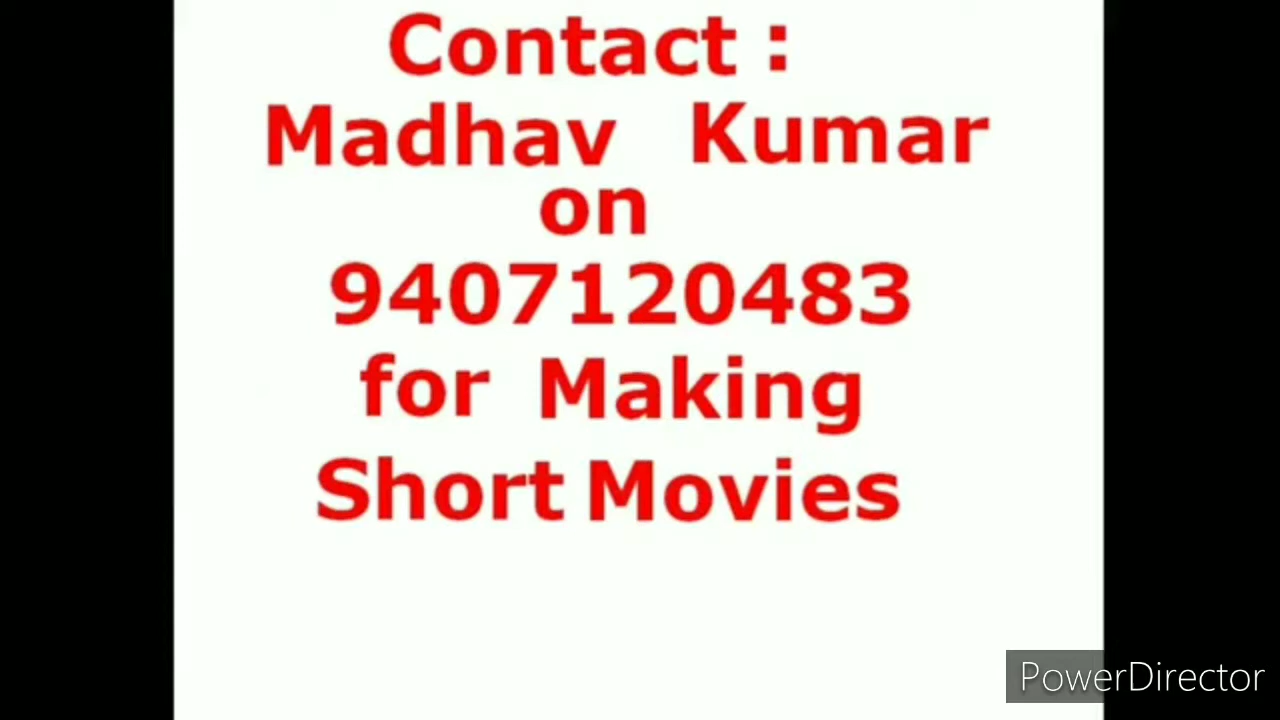 Contact :
Madhav Kumar
on
9407120483
for Making
Short Movies
PowerDirector